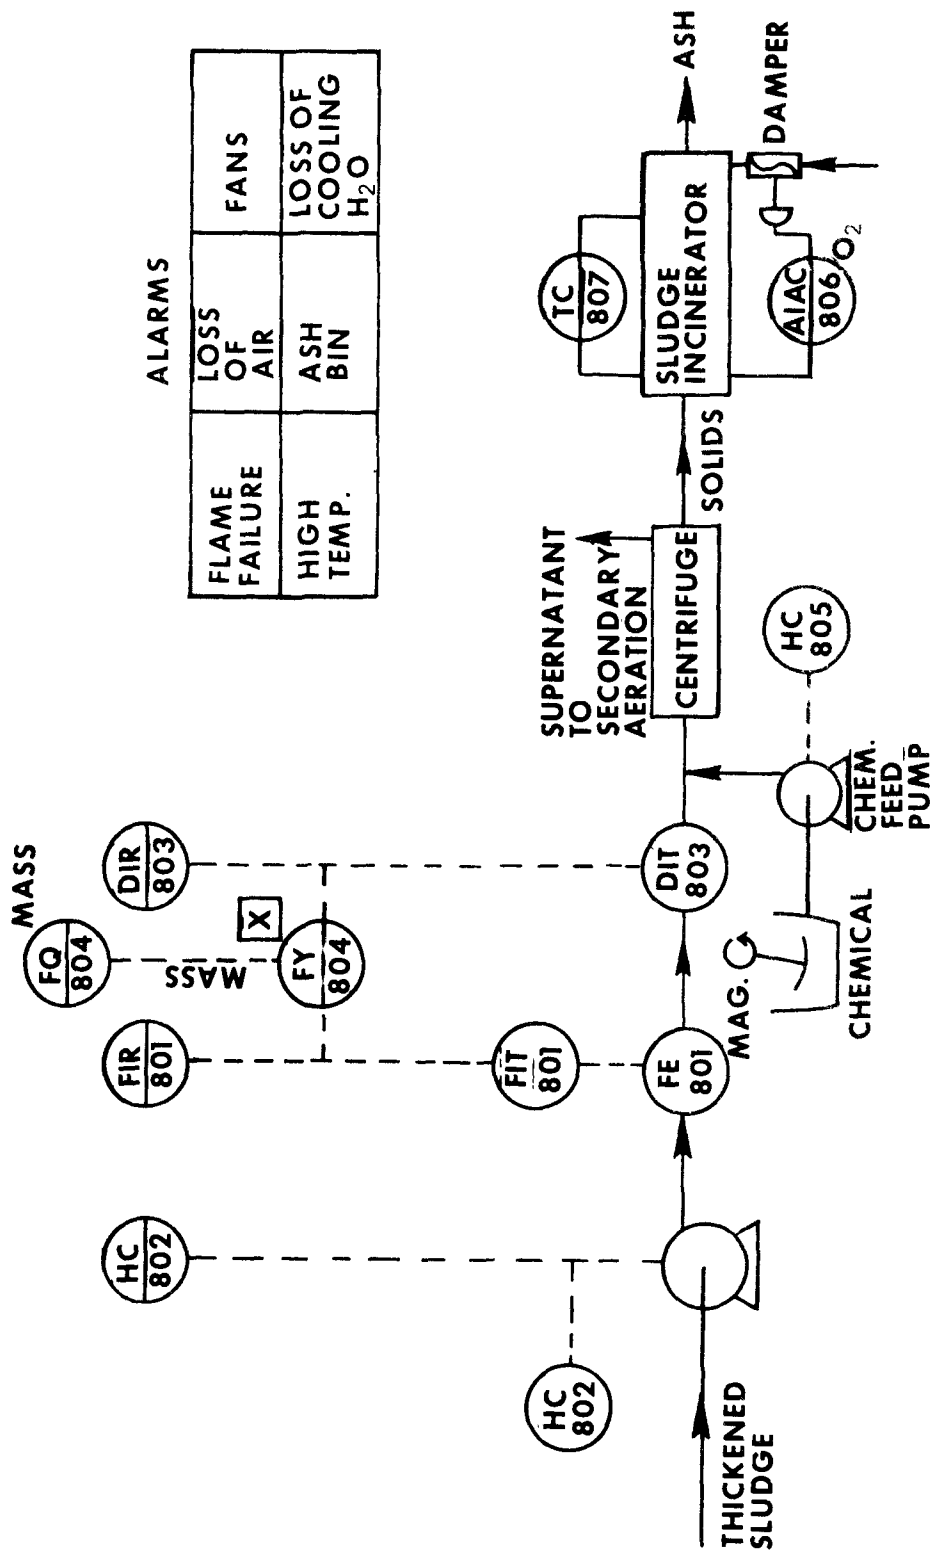 ALARMS
FLAME
FAILURE
LOSS
OF
AIR
FANS
HIGH
TEMP.
ASH
BIN
LOSS OF
COOLING
H2O
MASS
FQ
804
HC
802
FIR
801
DIR
803
MASS
X
FY
804
HC
802
FIT
801
SUPERNATANT
TO
SECONDARY
AERATION
TC
807
THICKENED
SLUDGE
FE
801
DIT
803
CENTRIFUGE
SOLIDS
SLUDGE
INCINERATOR
ASH
MAG.
CHEMICAL
CHEM.
FEED
PUMP
HC
805
AIAC
806
O2
DAMPER